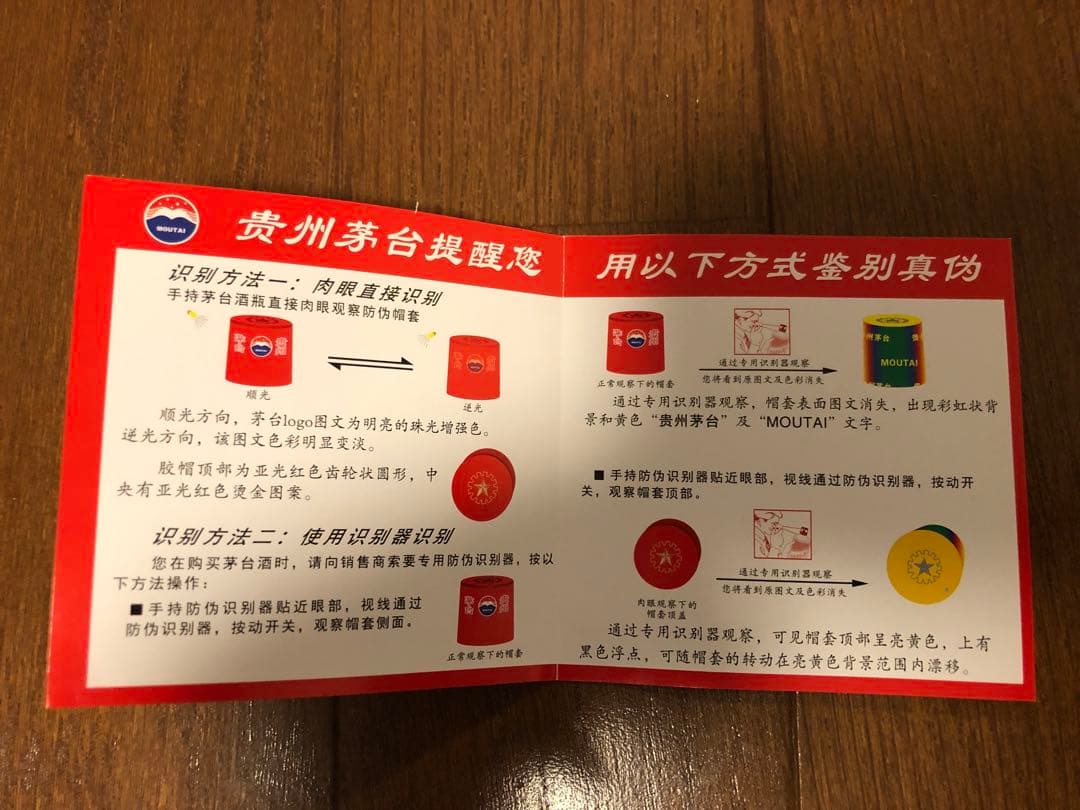 MOUTAI
贵州茅台提醒您
识别方法一：肉眼直接识别
手持茅台酒瓶直接肉眼观察防伪帽套
茅台
MOUTAI
贵州
顺光
逆光
顺光方向，茅台logo图文为明亮的珠光增强色。
逆光方向，该图文色彩明显变淡。
胶帽顶部为亚光红色齿轮状圆形，中
央有亚光红色烫金图案。
识别方法二：使用识别器识别
您在购买茅台酒时，请向销售商索要专用防伪识别器，按以
下方法操作：
■手持防伪识别器贴近眼部，视线通过
防伪识别器，按动开关，观察帽套侧面。
茅台
贵州
正常观察下的帽套
用以下方式鉴别真伪
茅台
贵州
正常观察下的帽套
通过专用识别器观察
您将看到原图文及色彩消失
州茅台
MOUTAI
通过专用识别器观察，帽套表面图文消失，出现彩虹状背
景和黄色“贵州茅台”及“MOUTAI”文字。
■手持防伪识别器贴近眼部，视线通过防伪识别器，按动开
关，观察帽套顶部。
肉眼观察下的
帽套顶盖
通过专用识别器观察
您将看到原图文及色彩消失
通过专用识别器观察，可见帽套顶部呈亮黄色，上有
黑色浮点，可随帽套的转动在亮黄色背景范围内漂移。